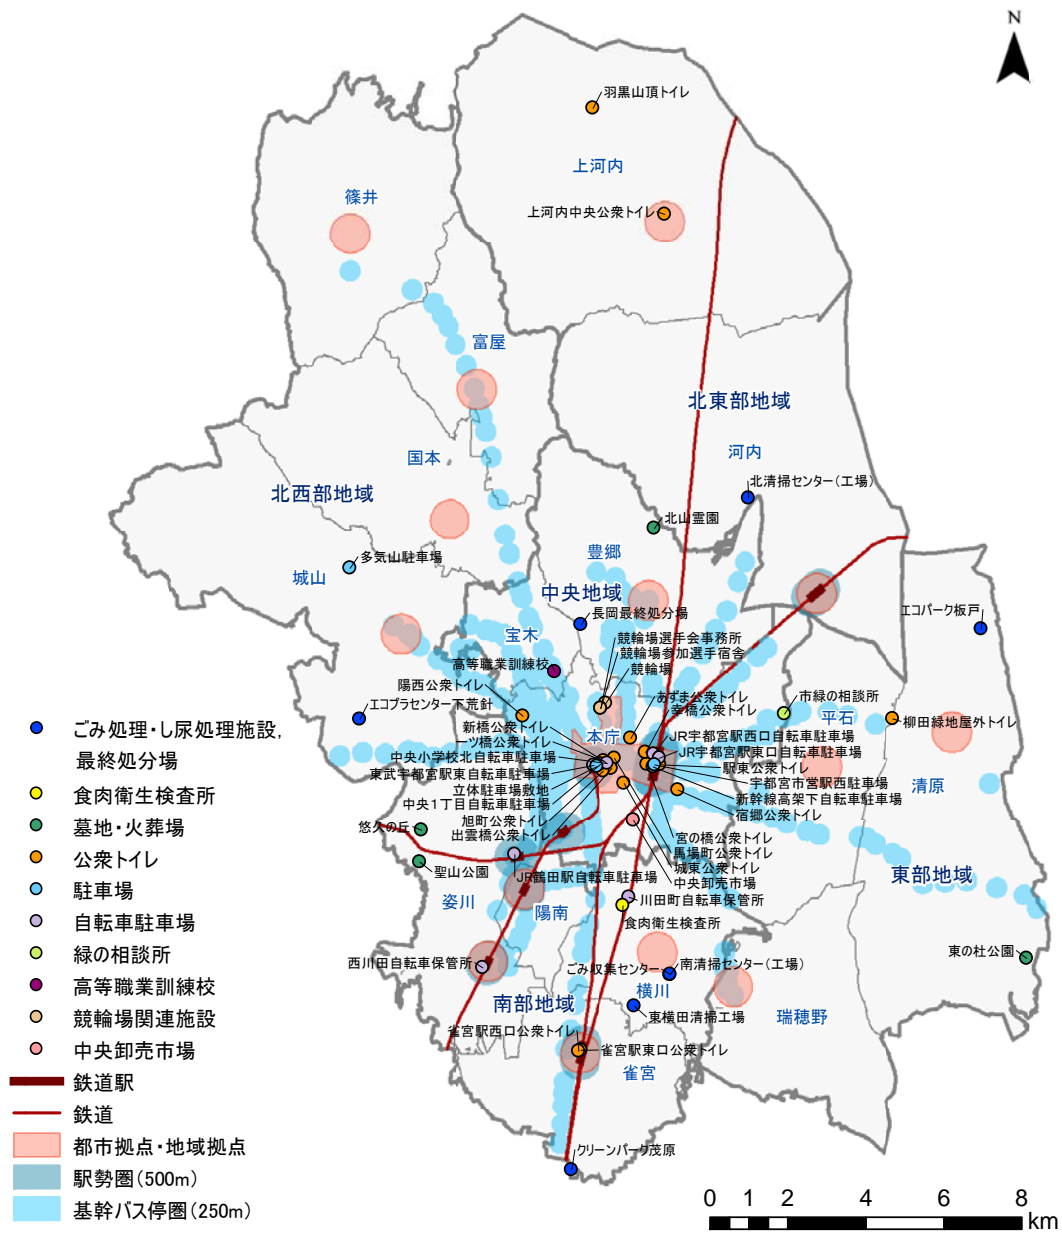 N
羽黒山頂トイレ
上河内
篠井
上河内中央公衆トイレ
富屋
北東部地域
国本
河内
北清掃センター(工場)
北西部地域
北山霊園
豊郷
多気山駐車場
城山
中央地域
長岡最終処分場
エコパーク板戸
宝木
競輪場選手会事務所
競輪場参加選手宿舎
競輪場
高等職業訓練校
陽西公衆トイレ
あずま公衆トイレ
幸橋公衆トイレ
市緑の相談所
エコプラセンター下荒針
平石
柳田緑地屋外トイレ
新橋公衆トイレ
本庁
JR宇都宮駅西口自転車駐車場
一ツ橋公衆トイレ
JR宇都宮駅東口自転車駐車場
中央小学校北自転車駐車場
駅東公衆トイレ
東武宇都宮駅東自転車駐車場
宇都宮市営駅西駐車場
清原
立体駐車場敷地
新幹線高架下自転車駐車場
中央1丁目自転車駐車場
宿郷公衆トイレ
旭町公衆トイレ
悠久の丘
出雲橋公衆トイレ
宮の橋公衆トイレ
馬場町公衆トイレ
城東公衆トイレ
中央卸売市場
聖山公園
JR鶴田駅自転車駐車場
東部地域
姿川
陽南
川田町自転車保管所
食肉衛生検査所
西川田自転車保管所
東の杜公園
ごみ収集センター
南清掃センター(工場)
横川
南部地域
東横田清掃工場
瑞穂野
雀宮駅西口公衆トイレ
雀宮駅東口公衆トイレ
雀宮
クリーンパーク茂原
ごみ処理・し尿処理施設,
最終処分場
食肉衛生検査所
墓地・火葬場
公衆トイレ
駐車場
自転車駐車場
緑の相談所
高等職業訓練校
競輪場関連施設
中央卸売市場
鉄道駅
鉄道
都市拠点・地域拠点
駅勢圏(500m)
基幹バス停圏(250m)
0 1 2 4 6 8
km